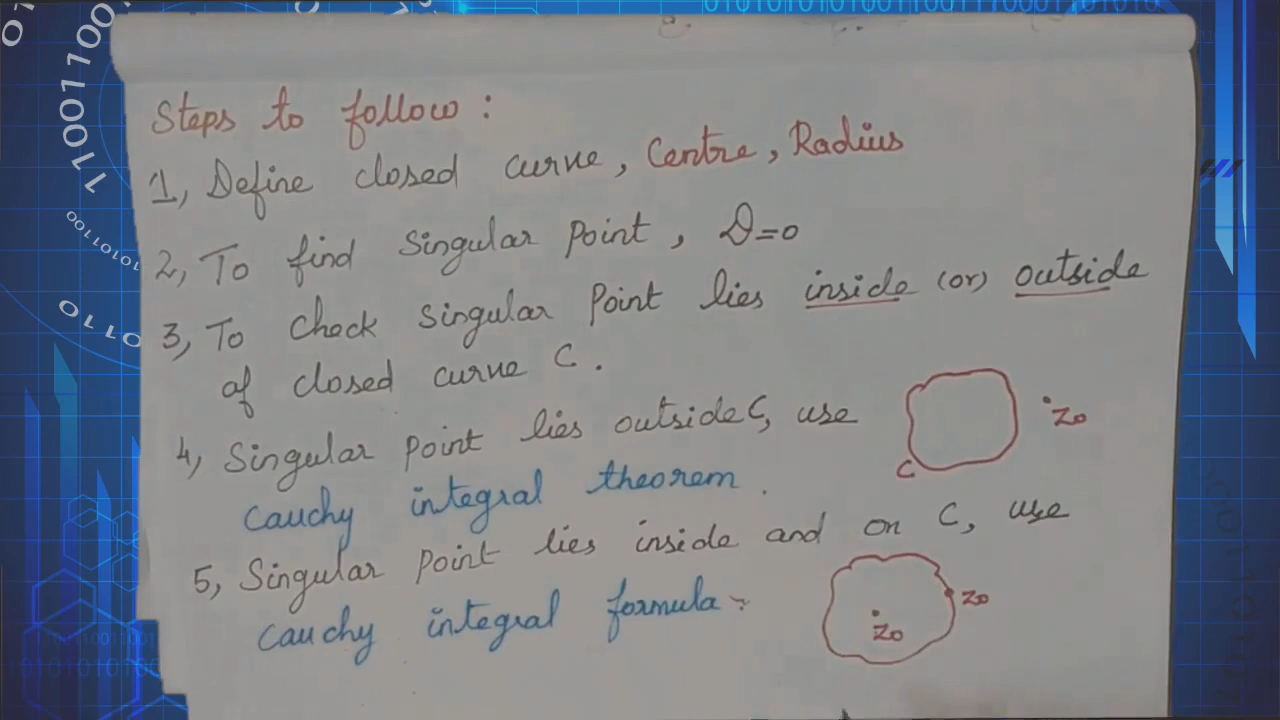 Steps to follow :
1, Define closed curve, Centre, Radius
2, To find Singular Point, D=0
3, To check singular Point lies inside (or) outside
of closed curve C.
4, Singular point lies outside C, use
cauchy integral theorem.
C
Z0
5, Singular point lies inside and on C, use
cauchy integral formula.
Z0
Z0